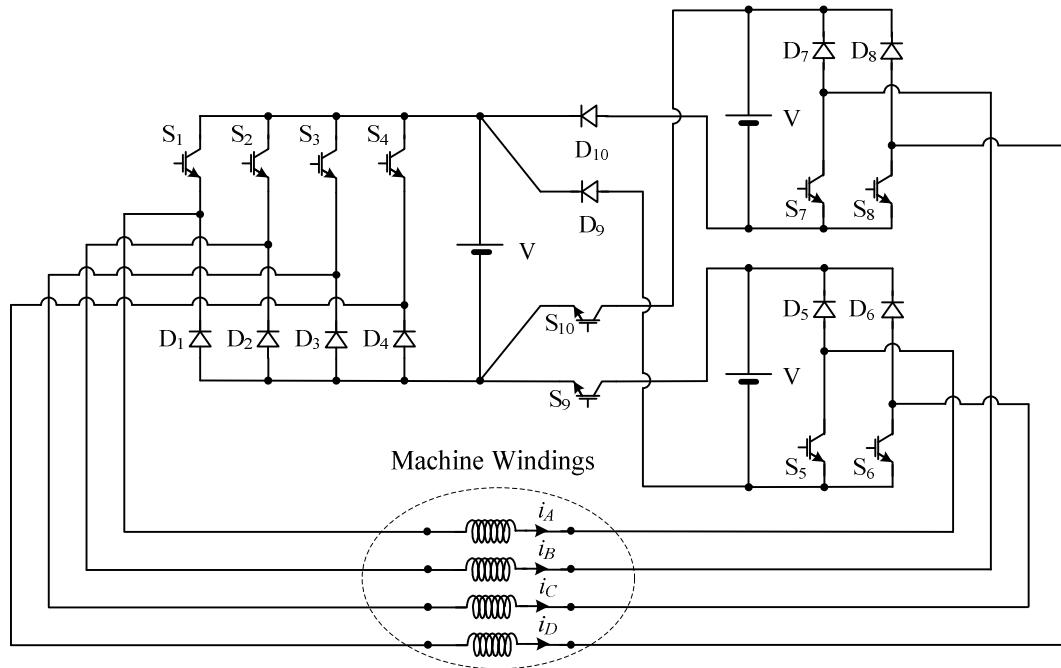 D7
D8
V
S7
S8
S1
S2
S3
S4
D10
D9
V
S10
S9
D1
D2
D3
D4
D5
D6
V
S5
S6
Machine Windings
iA
iB
iC
iD